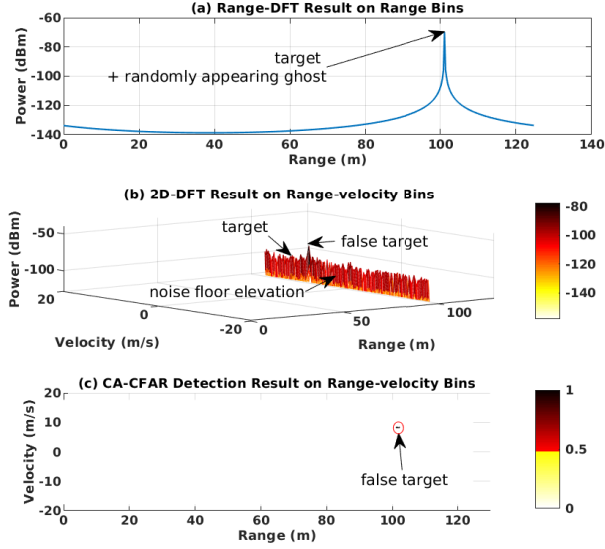 (a) Range-DFT Result on Range Bins
-60
-80
-100
-120
-140
Power (dBm)
target
+ randomly appearing ghost
0 20 40 60 80 100 120 140
Range (m)
(b) 2D-DFT Result on Range-velocity Bins
-50
-100
Power (dBm)
target
false target
noise floor elevation
20
0
-20
Velocity (m/s)
0
50
100
Range (m)
-80
-100
-120
-140
(c) CA-CFAR Detection Result on Range-velocity Bins
20
10
0
-10
-20
Velocity (m/s)
false target
0 20 40 60 80 100 120
Range (m)
1
0.5
0